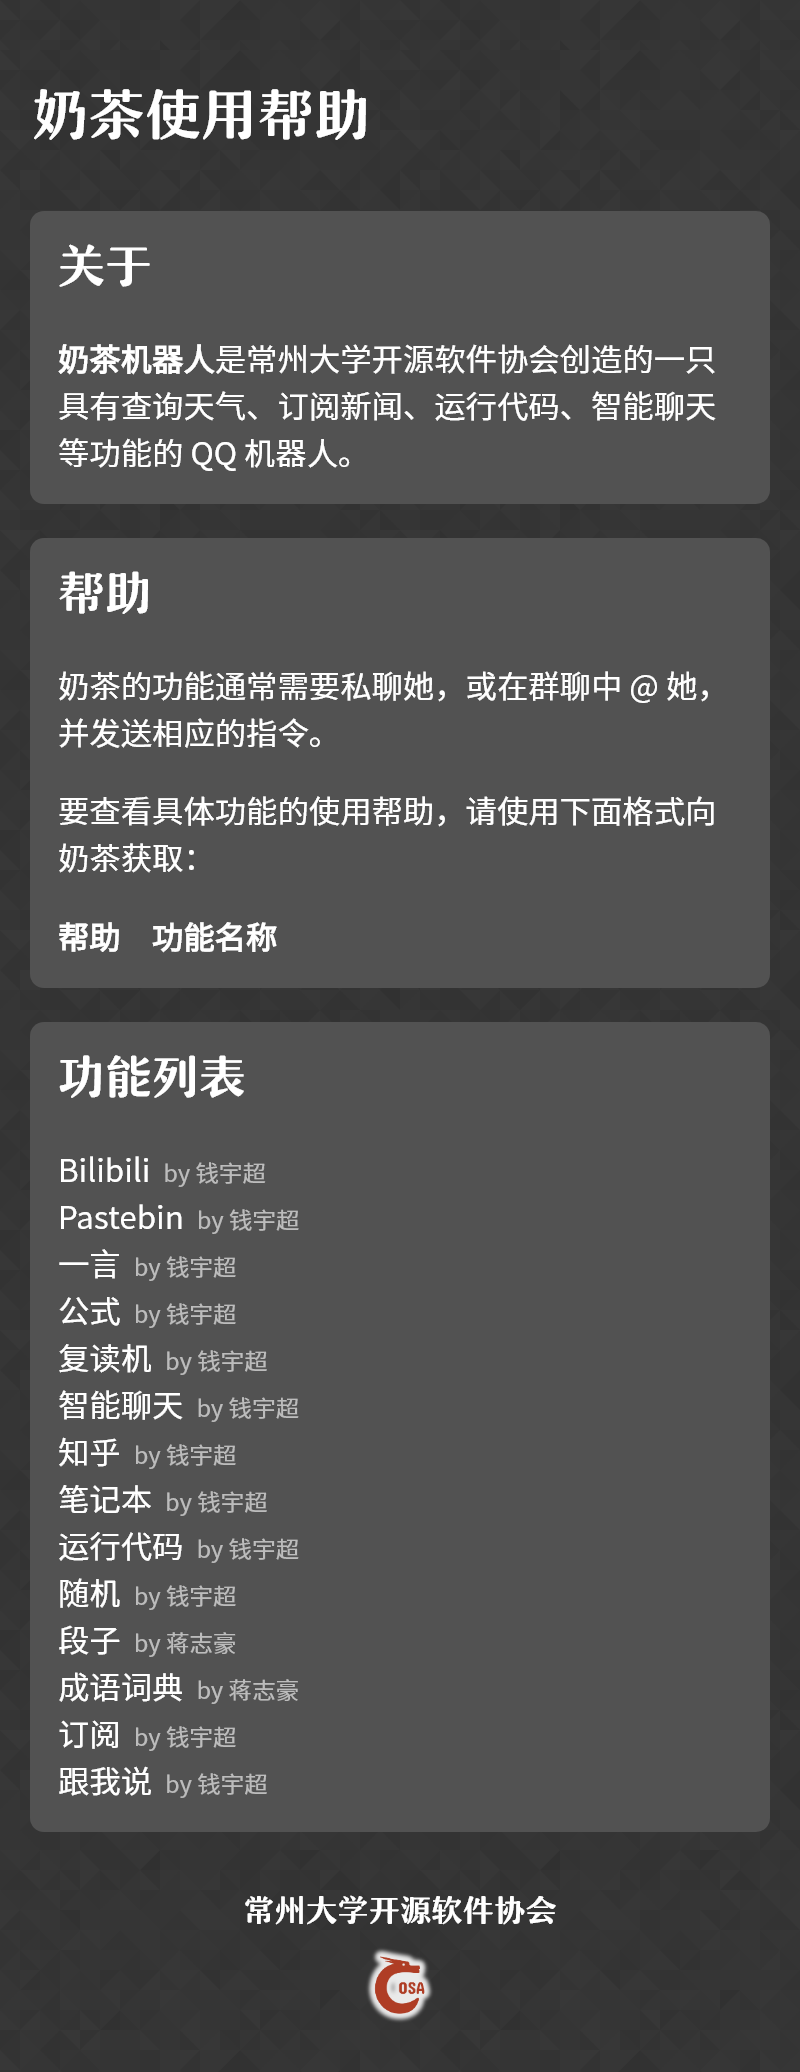 奶茶使用帮助
关于
奶茶机器人是常州大学开源软件协会创造的一只
具有查询天气、订阅新闻、运行代码、智能聊天
等功能的 QQ 机器人。
帮助
奶茶的功能通常需要私聊她，或在群聊中 @ 她，
并发送相应的指令。
要查看具体功能的使用帮助，请使用下面格式向
奶茶获取：
帮助　功能名称
功能列表
Bilibili by 钱宇超
Pastebin by 钱宇超
一言 by 钱宇超
公式 by 钱宇超
复读机 by 钱宇超
智能聊天 by 钱宇超
知乎 by 钱宇超
笔记本 by 钱宇超
运行代码 by 钱宇超
随机 by 钱宇超
段子 by 蒋志豪
成语词典 by 蒋志豪
订阅 by 钱宇超
跟我说 by 钱宇超
常州大学开源软件协会
OSA